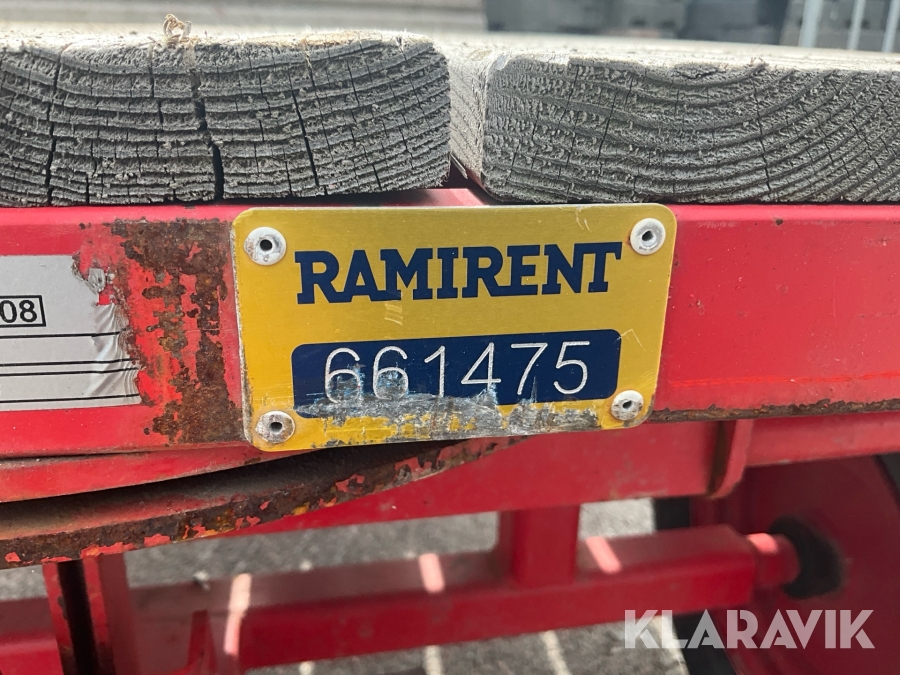 RAMIRENT
08
661475
KLARAVIK